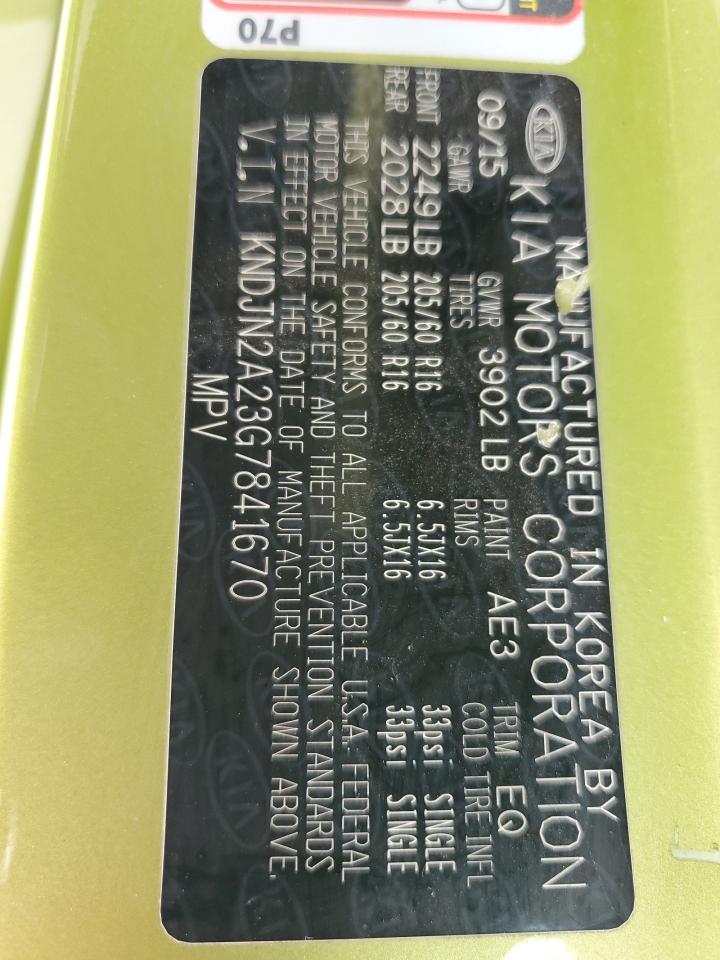 P70
KIA
MANUFACTURED IN KOREA BY
KIA MOTORS CORPORATION
09/15 GVWR 3902 LB PAINT AE3 TRIM EQ
GAWR TIRES RIMS COLD TIRE INFL
FRONT 2249LB 205/60 R16 6.5JX16 33psi SINGLE
REAR 2028LB 205/60 R16 6.5JX16 33psi SINGLE
THIS VEHICLE CONFORMS TO ALL APPLICABLE U.S.A. FEDERAL
MOTOR VEHICLE SAFETY AND THEFT PREVENTION STANDARDS
IN EFFECT ON THE DATE OF MANUFACTURE SHOWN ABOVE.
V.I.N KNDJN2A23G7841670
MPV